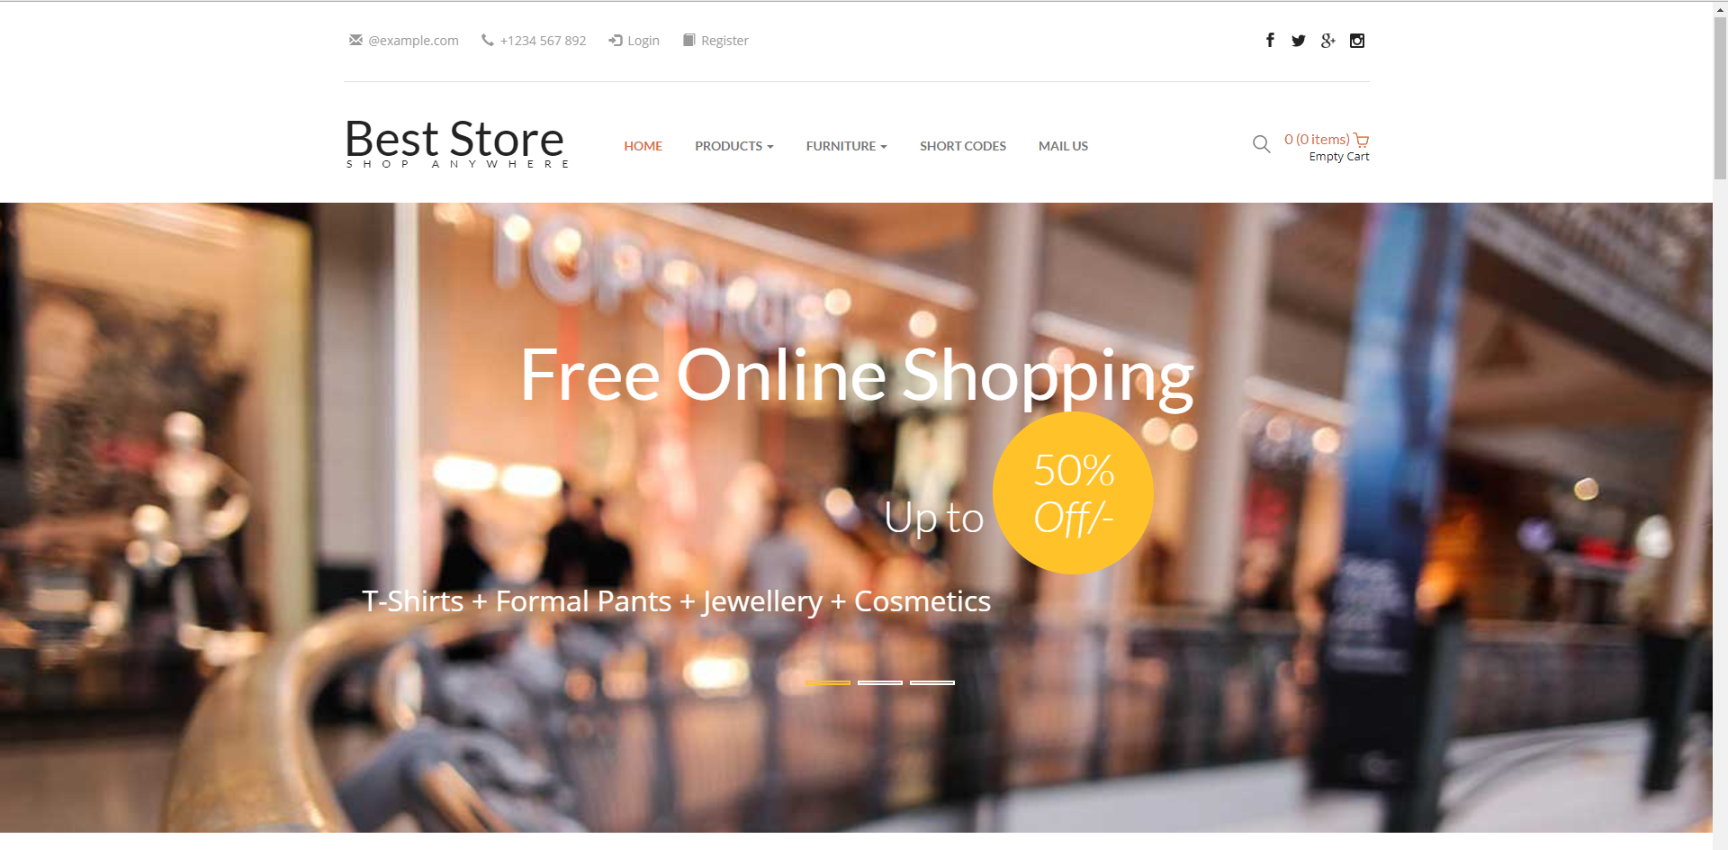 @example.com +1234 567 892 Login Register
Best Store
SHOP ANYWHERE
HOME PRODUCTS FURNITURE SHORT CODES MAIL US
0 (0 items)
Empty Cart
TOPSHOP
Free Online Shopping
50%
Up to Off/-
T-Shirts + Formal Pants + Jewellery + Cosmetics